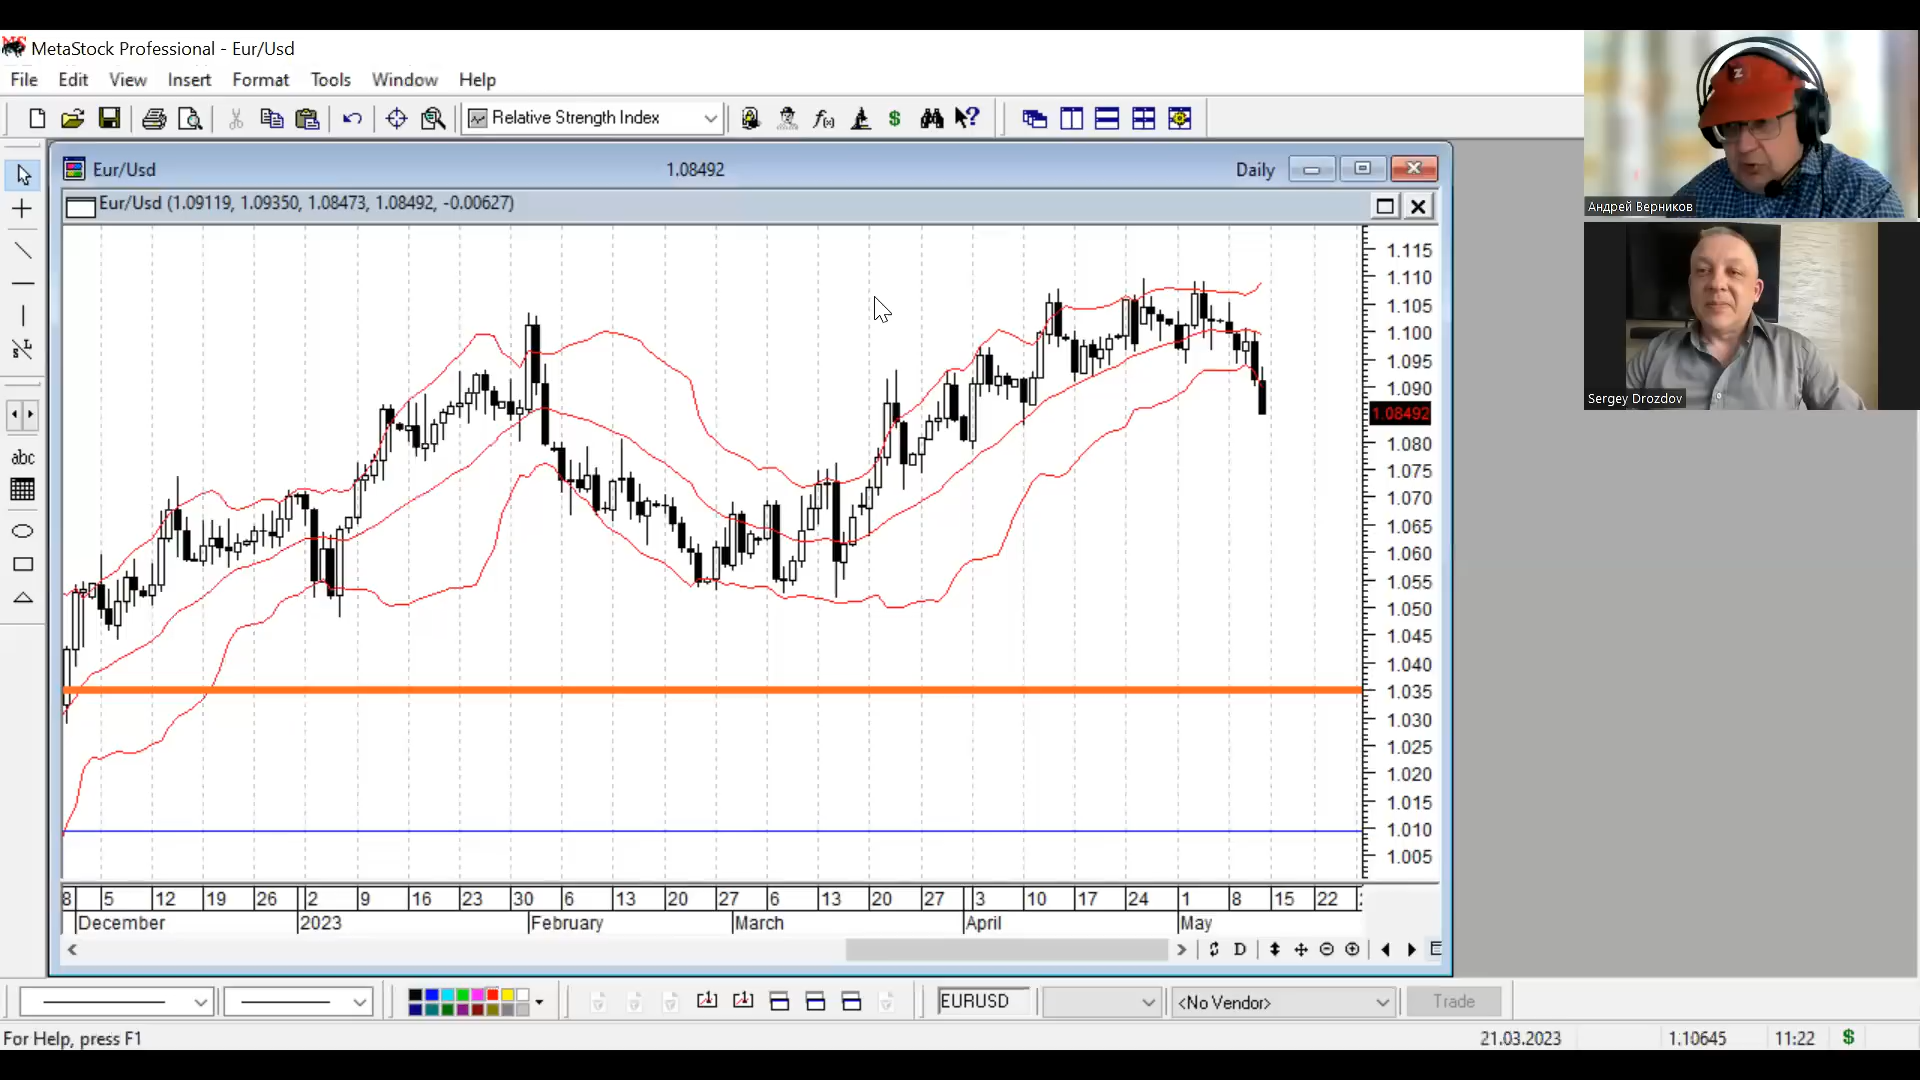 MetaStock Professional - Eur/Usd
File Edit View Insert Format Tools Window Help
Relative Strength Index
Eur/Usd 1.08492 Daily
Eur/Usd (1.09119, 1.09350, 1.08473, 1.08492, -0.00627)
1.115
1.110
1.105
1.100
1.095
1.090
1.08492
1.080
1.075
1.070
1.065
1.060
1.055
1.050
1.045
1.040
1.035
1.030
1.025
1.020
1.015
1.010
1.005
abc
8 5 12 19 26 2 9 16 23 30 6 13 20 27 6 13 20 27 3 10 17 24 1 8 15 22
December 2023 February March April May
D
EURUSD <No Vendor> Trade
For Help, press F1 21.03.2023 1.10645 11:22 $
Z
Андрей Верников
Sergey Drozdov